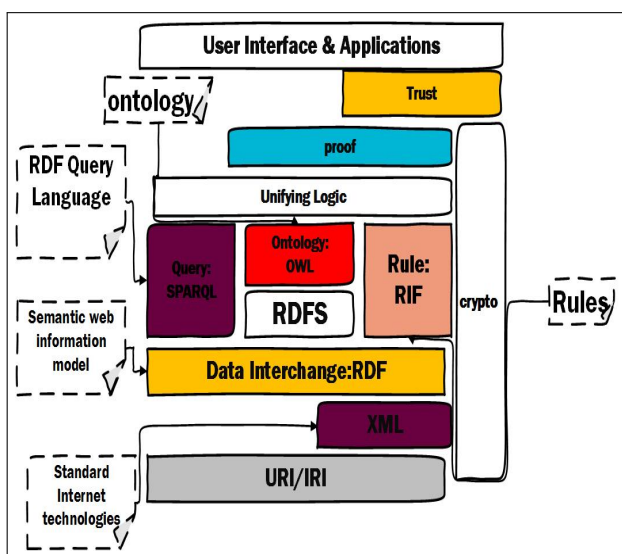 User Interface & Applications
ontology
Trust
proof
RDF Query
Language
Unifying Logic
Query:
SPARQL
Ontology:
OWL
Rule:
RIF
crypto
Rules
RDFS
Semantic web
information
model
Data Interchange:RDF
XML
Standard
Internet
technologies
URI/IRI